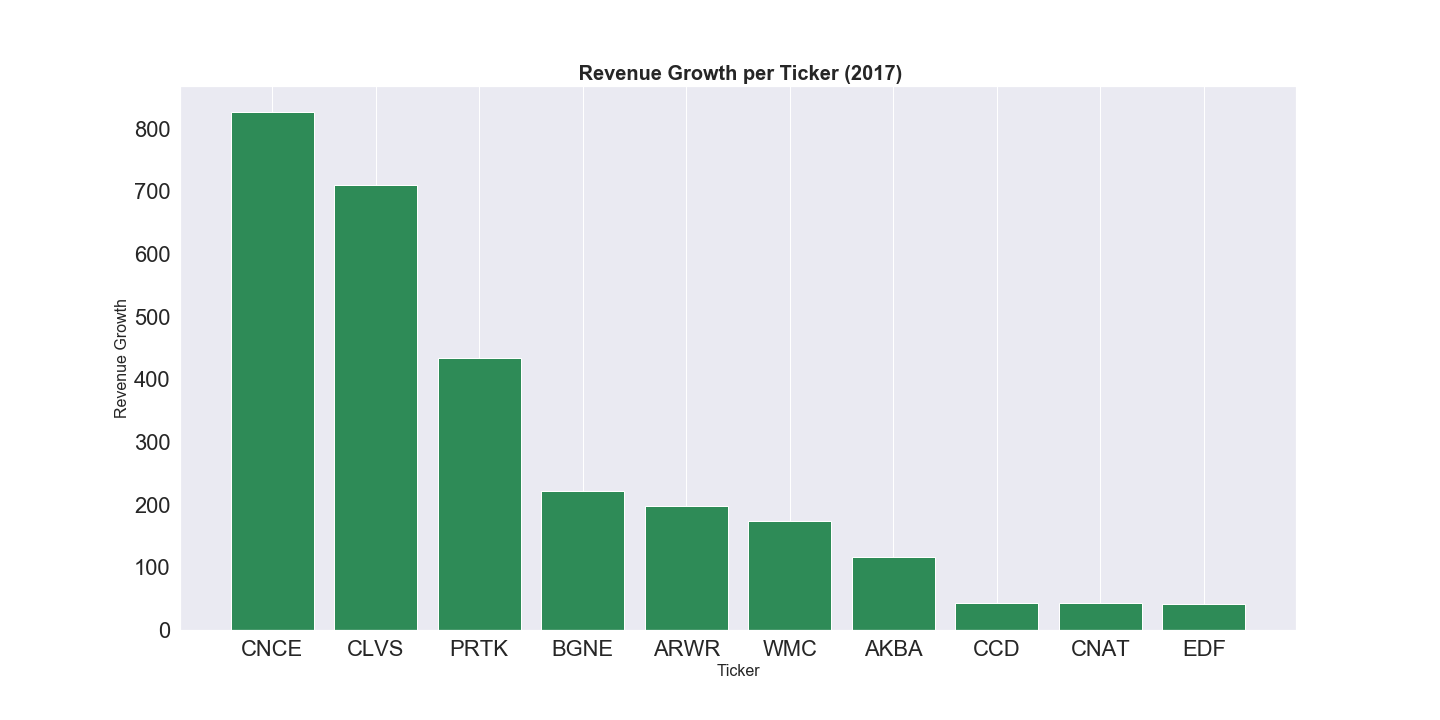 Revenue Growth per Ticker (2017)
800
700
600
500
400
300
200
100
0
Revenue Growth
CNCE CLVS PRTK BGNE ARWR WMC AKBA CCD CNAT EDF
Ticker